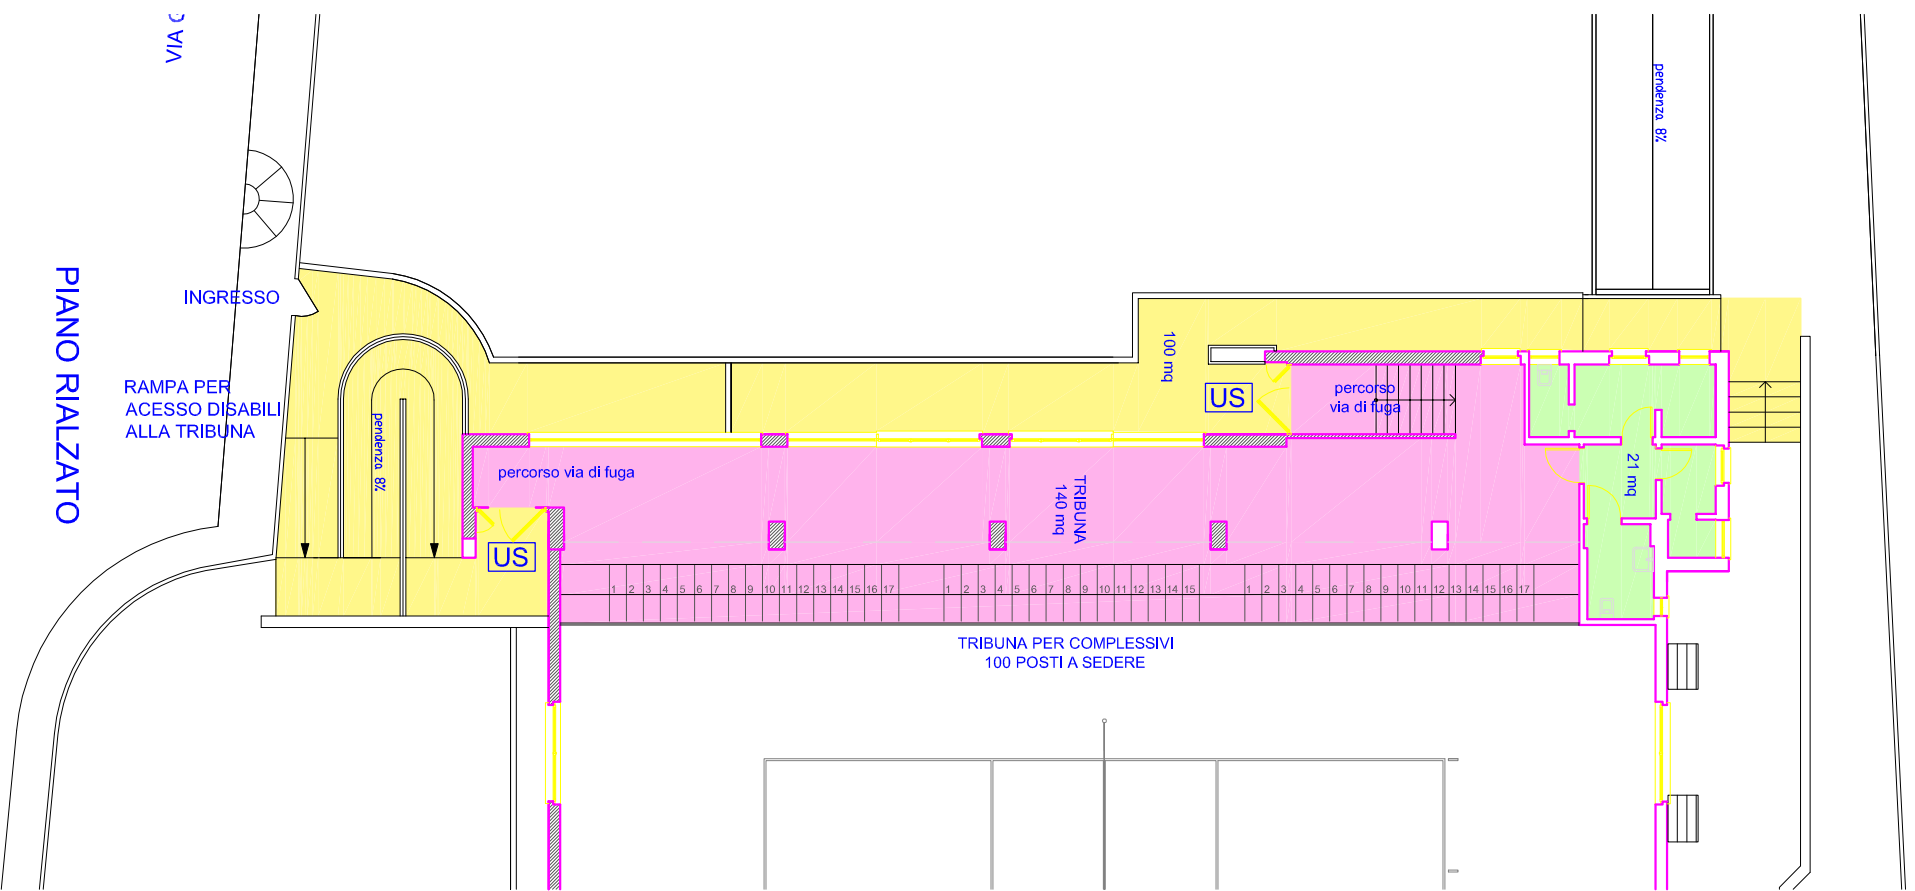 VIA
pendenza 8%
PIANO RIALZATO
INGRESSO
RAMPA PER
ACESSO DISABILI
ALLA TRIBUNA
pendenza 8%
100 mq
US
percorso
via di fuga
percorso via di fuga
US
TRIBUNA
140 mq
21 mq
1 2 3 4 5 6 7 8 9 10 11 12 13 14 15 16 17 1 2 3 4 5 6 7 8 9 10 11 12 13 14 15 1 2 3 4 5 6 7 8 9 10 11 12 13 14 15 16 17
TRIBUNA PER COMPLESSIVI
100 POSTI A SEDERE